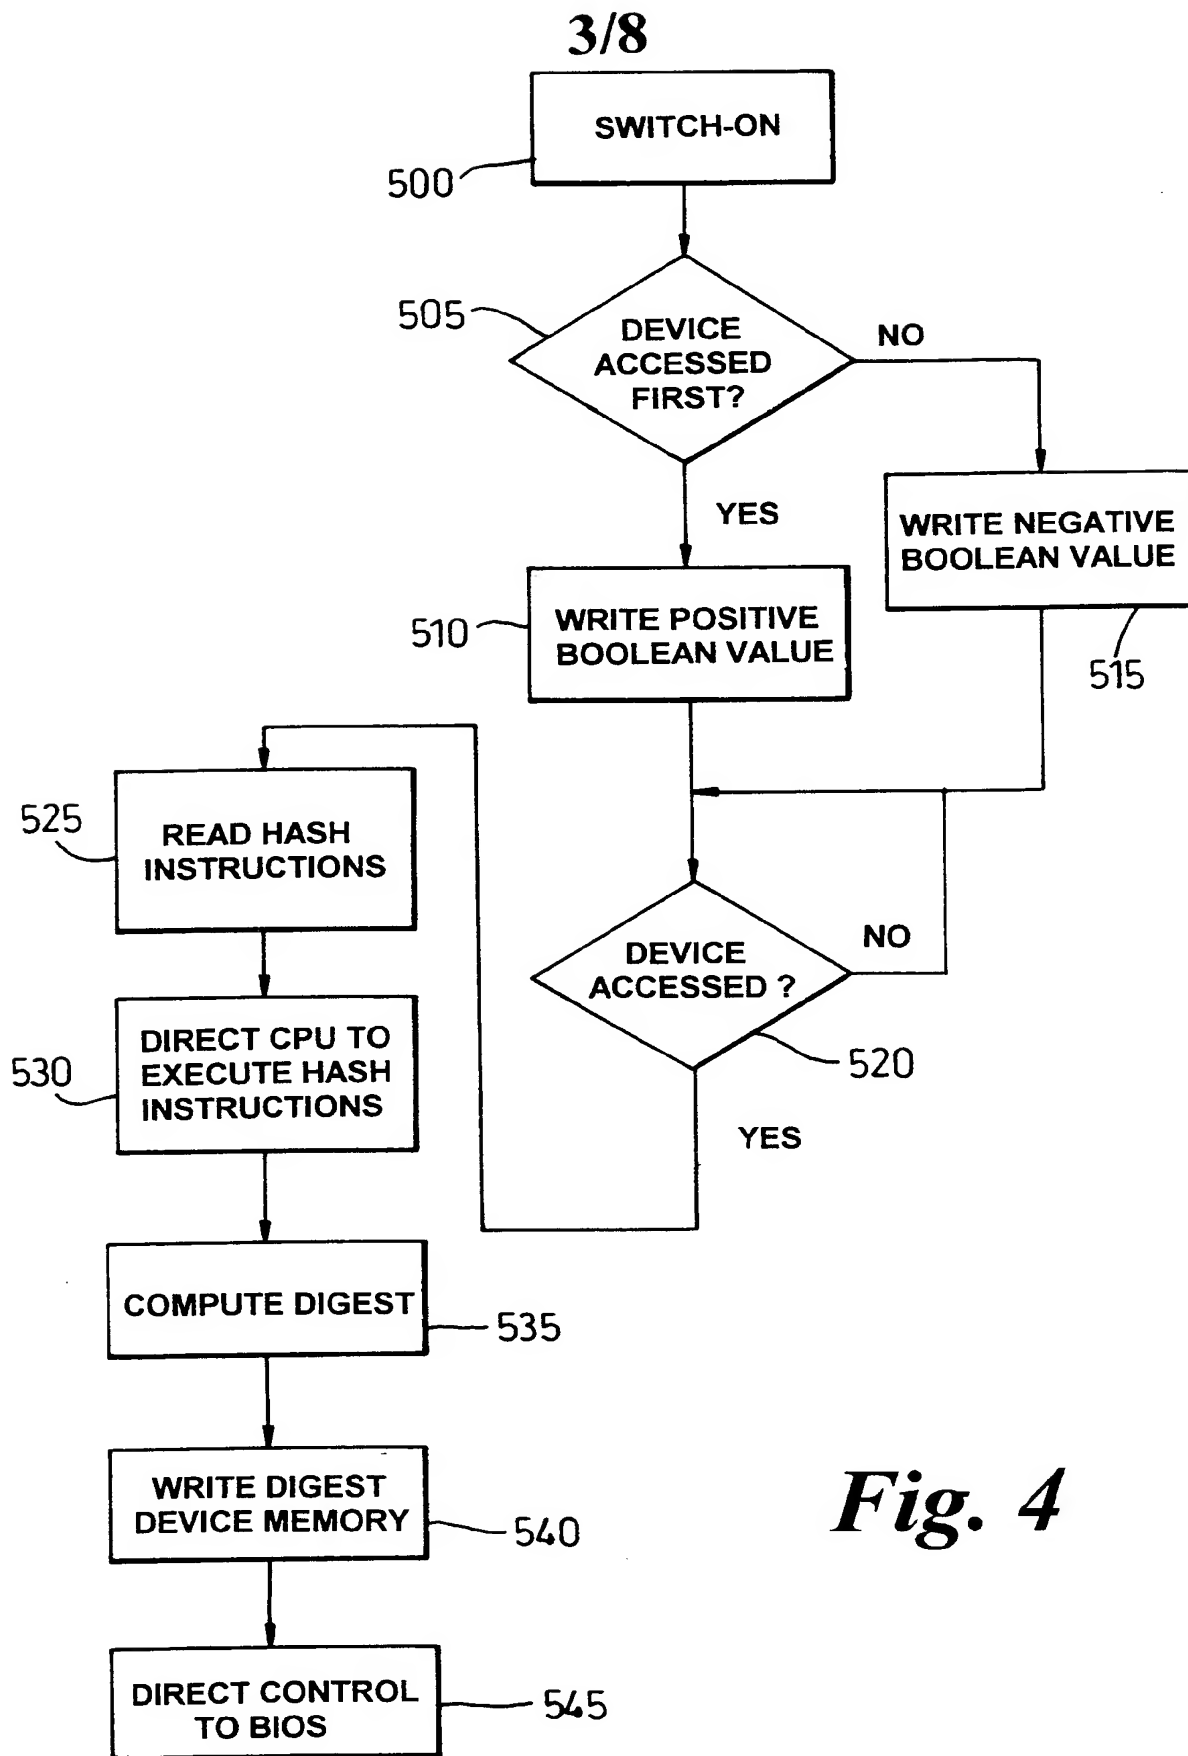 3/8
SWITCH-ON
500
505
DEVICE
ACCESSED
FIRST?
NO
YES
WRITE NEGATIVE
BOOLEAN VALUE
515
510
WRITE POSITIVE
BOOLEAN VALUE
525
READ HASH
INSTRUCTIONS
DEVICE
ACCESSED ?
NO
520
YES
530
DIRECT CPU TO
EXECUTE HASH
INSTRUCTIONS
COMPUTE DIGEST
535
WRITE DIGEST
DEVICE MEMORY
540
DIRECT CONTROL
TO BIOS
545
Fig. 4